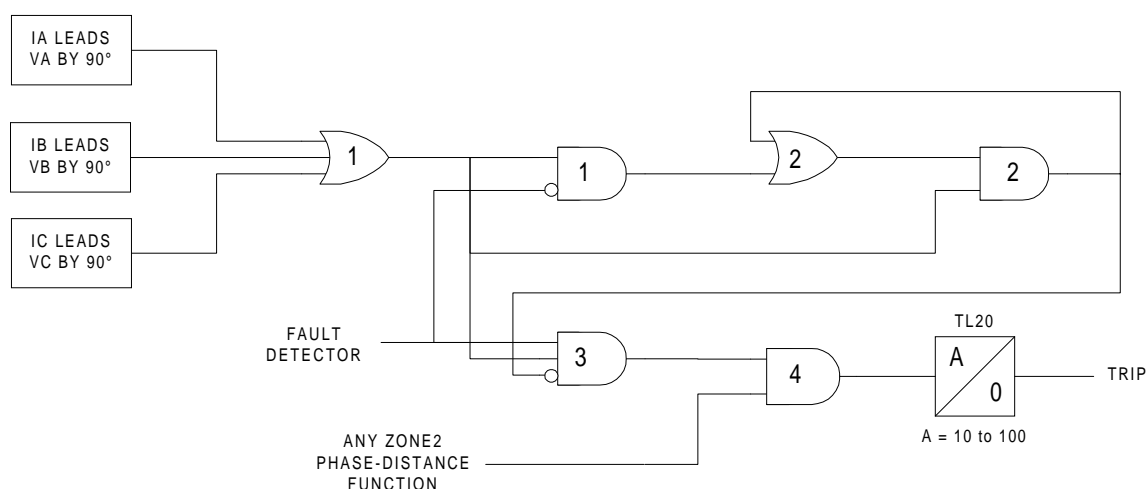 IA LEADS
VA BY 90°
IB LEADS
VB BY 90°
IC LEADS
VC BY 90°
1
1
2
2
FAULT
DETECTOR
3
4
TL20
A
0
TRIP
A = 10 to 100
ANY ZONE2
PHASE-DISTANCE
FUNCTION